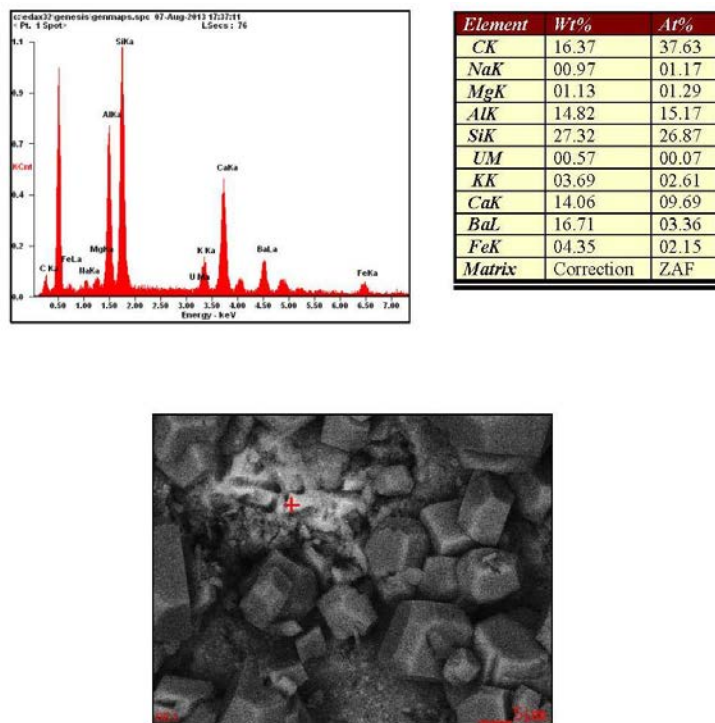 c:\edax32\genesis\genmaps.spc 07-Aug-2013 17:37:11
< Pt. 1 Spot> LSecs : 76
1.1
0.9
KCnt
0.4
0.2
0.0
SiKa
AlKa
CaKa
MgKa
FeLa
C Ka
NaKa
K Ka
U Ma
BaLa
FeKa
0.50 1.00 1.50 2.00 2.50 3.00 3.50 4.00 4.50 5.00 5.50 6.00 6.50 7.00
Energy - keV
Element Wt% At%
CK 16.37 37.63
NaK 00.97 01.17
MgK 01.13 01.29
AlK 14.82 15.17
SiK 27.32 26.87
UM 00.57 00.07
KK 03.69 02.61
CaK 14.06 09.69
BaL 16.71 03.36
FeK 04.35 02.15
Matrix Correction ZAF